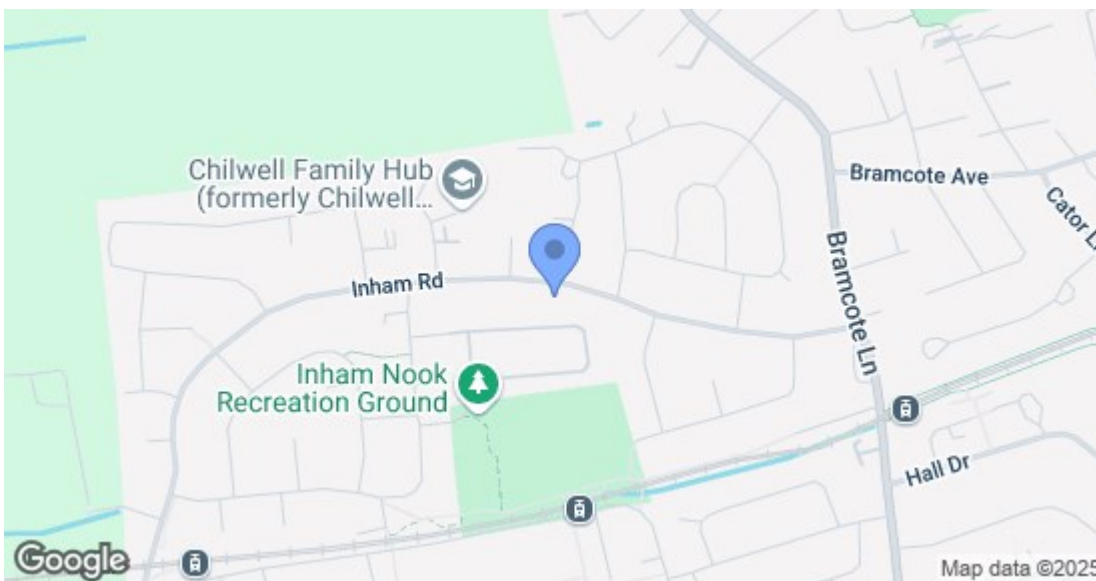 Chilwell Family Hub
(formerly Chilwell...
Bramcote Ave
Cator L
Inham Rd
Bramcote Ln
Inham Nook
Recreation Ground
Hall Dr
Google
Map data ©2025